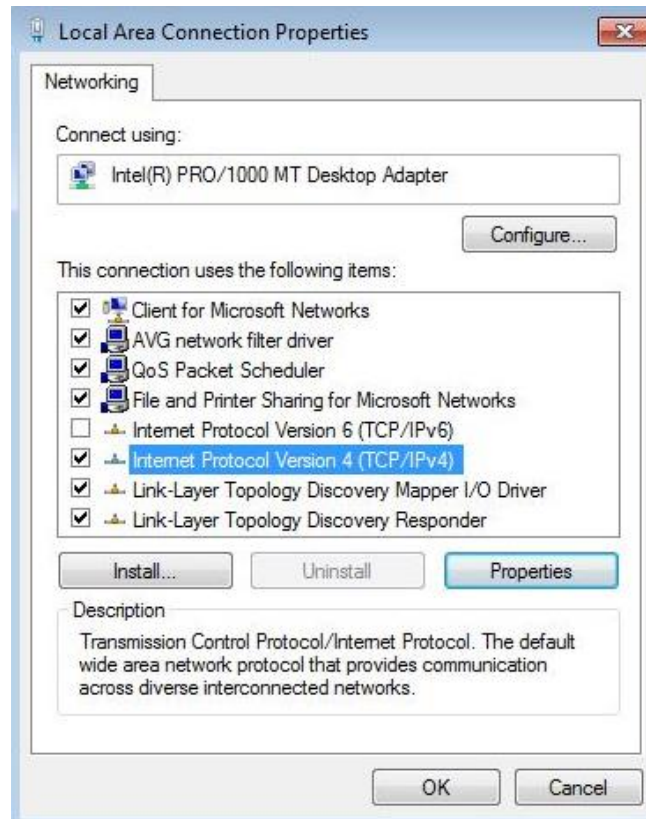 Local Area Connection Properties
Networking
Connect using:
Intel(R) PRO/1000 MT Desktop Adapter
Configure...
This connection uses the following items:
Client for Microsoft Networks
AVG network filter driver
QoS Packet Scheduler
File and Printer Sharing for Microsoft Networks
Internet Protocol Version 6 (TCP/IPv6)
Internet Protocol Version 4 (TCP/IPv4)
Link-Layer Topology Discovery Mapper I/O Driver
Link-Layer Topology Discovery Responder
Install... Uninstall Properties
Description
Transmission Control Protocol/Internet Protocol. The default
wide area network protocol that provides communication
across diverse interconnected networks.
OK Cancel